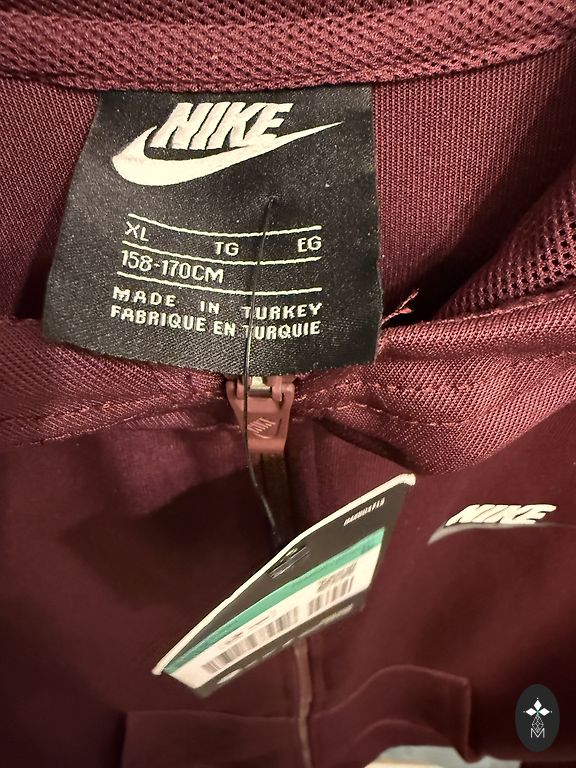 NIKE
XL TG EG
158-170CM
MADE IN TURKEY
FABRIQUE EN TURQUIE
NIKE